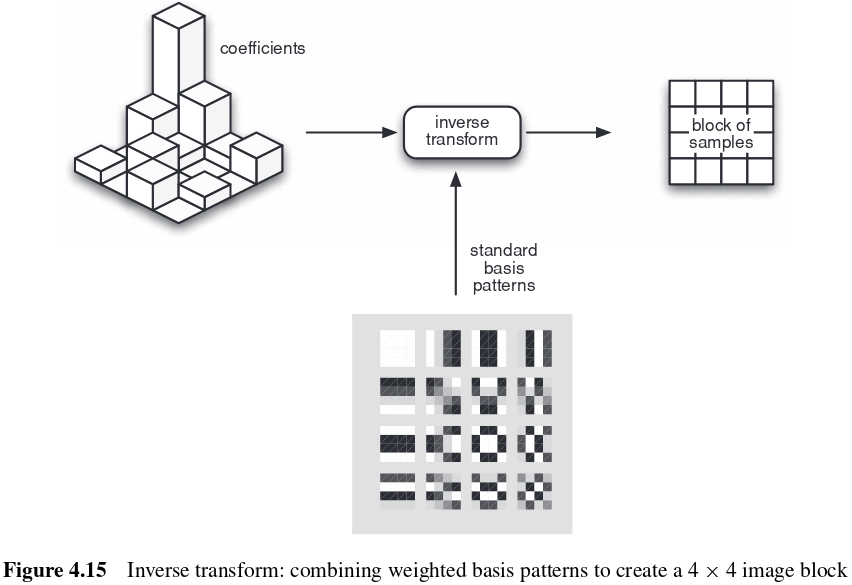 coefficients
inverse
transform
block of
samples
standard
basis
patterns
Figure 4.15 Inverse transform: combining weighted basis patterns to create a 4 × 4 image block